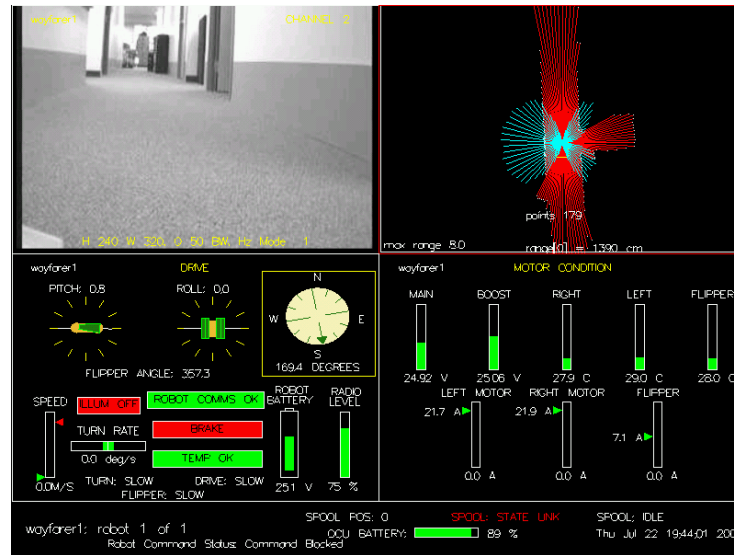 wayfarer1 CHANNEL 2
H 240 W 320, 0 50 BW, Hz Mode 1
points 179
max range 8.0 range[0] = 1390 cm
wayfarer1 DRIVE
PITCH: 0.8 ROLL: 0.0
N
W E
S
169.4 DEGREES
FLIPPER ANGLE: 357.3
SPEED
ILLUM OFF
ROBOT COMMS OK
ROBOT BATTERY
RADIO LEVEL
TURN RATE
BRAKE
0.0 deg/s
TEMP OK
0.0M/S
TURN: SLOW DRIVE: SLOW
FLIPPER: SLOW
25.1 V 75 %
wayfarer1 MOTOR CONDITION
MAIN BOOST RIGHT LEFT FLIPPER
24.92 V 25.06 V 27.9 C 29.0 C 28.0 C
LEFT MOTOR RIGHT MOTOR FLIPPER
21.7 A 21.9 A
7.1 A
0.0 A 0.0 A 0.0 A
SPOOL POS: 0 SPOOL: STATE UNK SPOOL: IDLE
wayfarer1: robot 1 of 1 OCU BATTERY: 89 % Thu Jul 22 19:44:01
Robot Command Status: Command Blocked